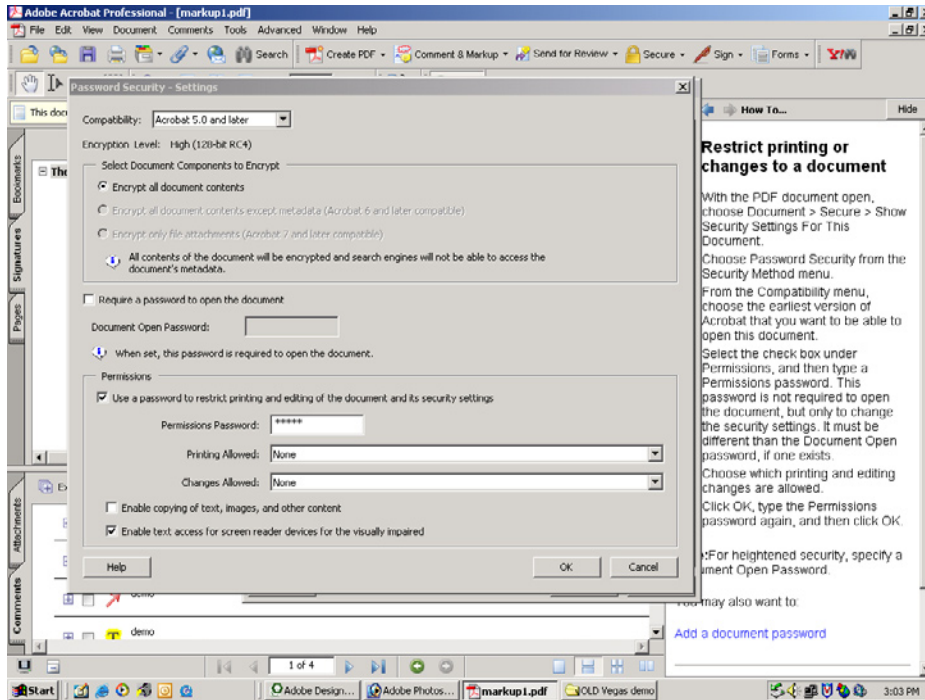 Adobe Acrobat Professional - [markup1.pdf]
File Edit View Document Comments Tools Advanced Window Help
Search Create PDF Comment & Markup Send for Review Secure Sign Forms Y!
Password Security - Settings
How To... Hide
This docu
Compatibility: Acrobat 5.0 and later
Encryption Level: High (128-bit RC4)
Select Document Components to Encrypt
Encrypt all document contents
Encrypt all document contents except metadata (Acrobat 6 and later compatible)
Encrypt only file attachments (Acrobat 7 and later compatible)
All contents of the document will be encrypted and search engines will not be able to access the
document's metadata.
Require a password to open the document
Document Open Password:
When set, this password is required to open the document.
Permissions
Use a password to restrict printing and editing of the document and its security settings
Permissions Password: *****
Printing Allowed: None
Changes Allowed: None
Enable copying of text, images, and other content
Enable text access for screen reader devices for the visually impaired
Help OK Cancel
Bookmarks
Signatures
Pages
Attachments
Comments
Restrict printing or
changes to a document
With the PDF document open,
choose Document > Secure > Show
Security Settings For This
Document.
Choose Password Security from the
Security Method menu.
From the Compatibility menu,
choose the earliest version of
Acrobat that you want to be able to
open this document.
Select the check box under
Permissions, and then type a
Permissions password. This
password is not required to open
the document, but only to change
the security settings. It must be
different than the Document Open
password, if one exists.
Choose which printing and editing
changes are allowed.
Click OK, type the Permissions
password again, and then click OK.
:For heightened security, specify a
ument Open Password.
You may also want to:
Add a document password
demo
demo
1 of 4
Start Adobe Design... Adobe Photos... markup1.pdf OLD Vegas demo 3:03 PM